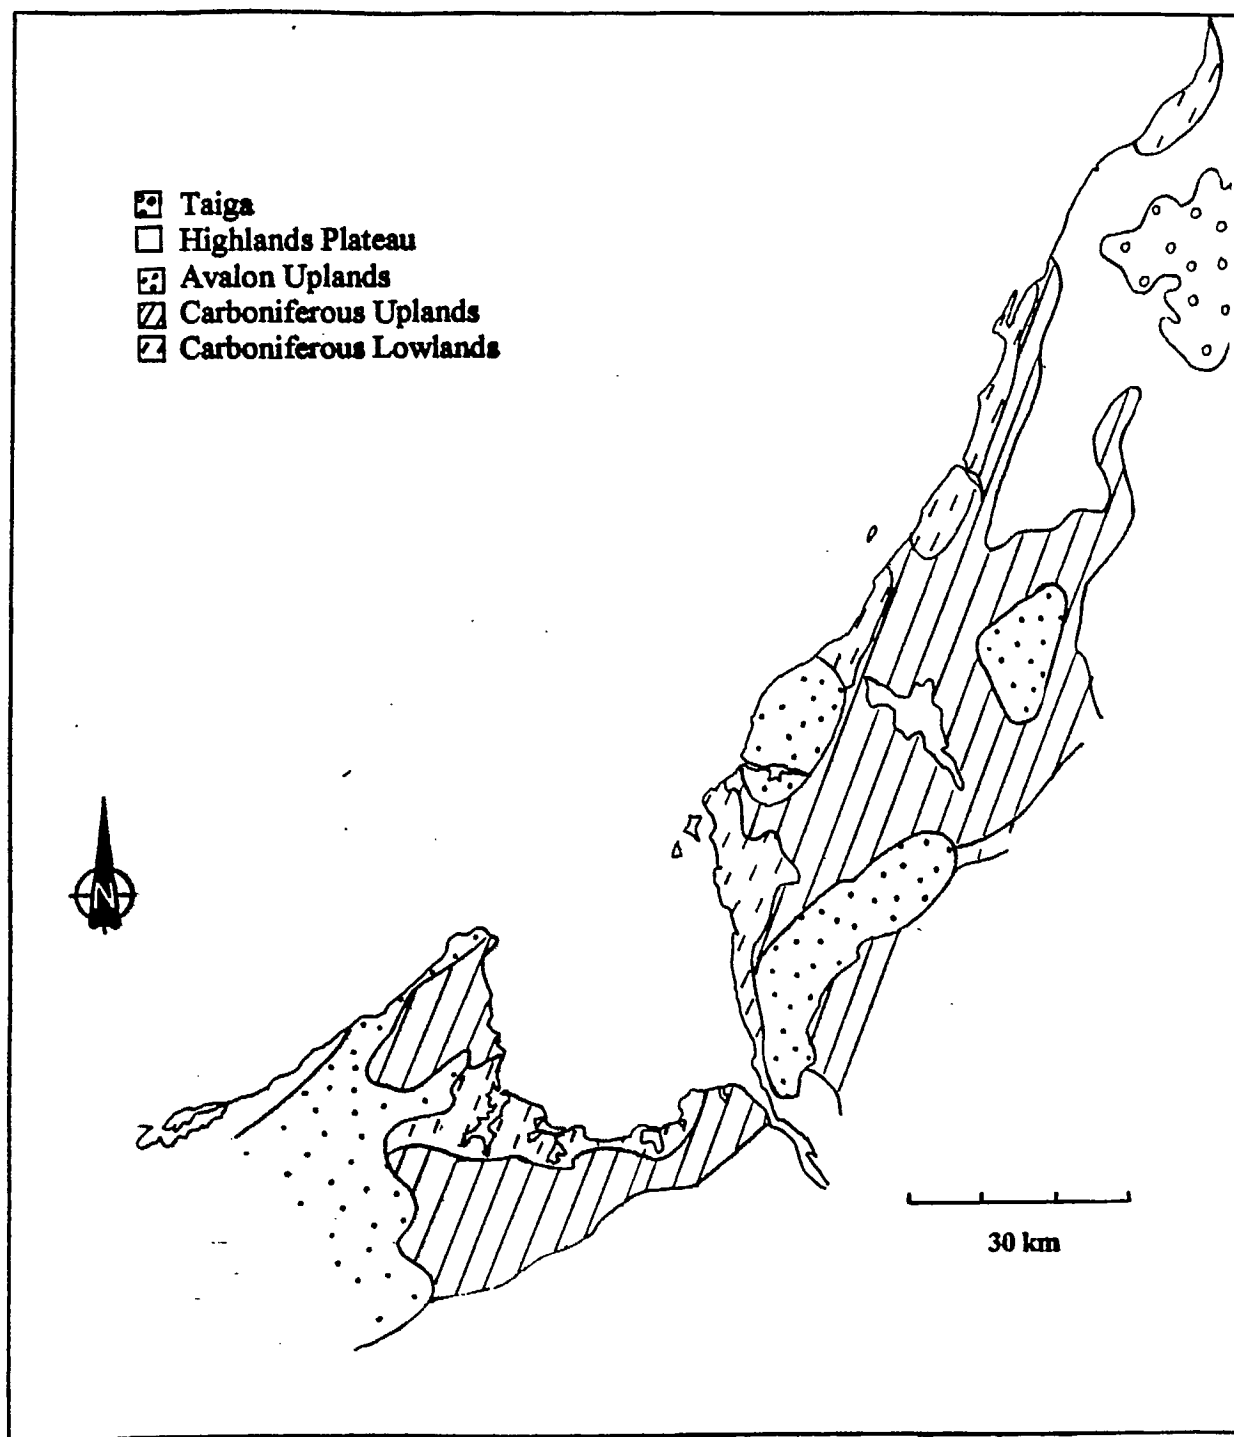 Taiga
Highlands Plateau
Avalon Uplands
Carboniferous Uplands
Carboniferous Lowlands
N
30 km